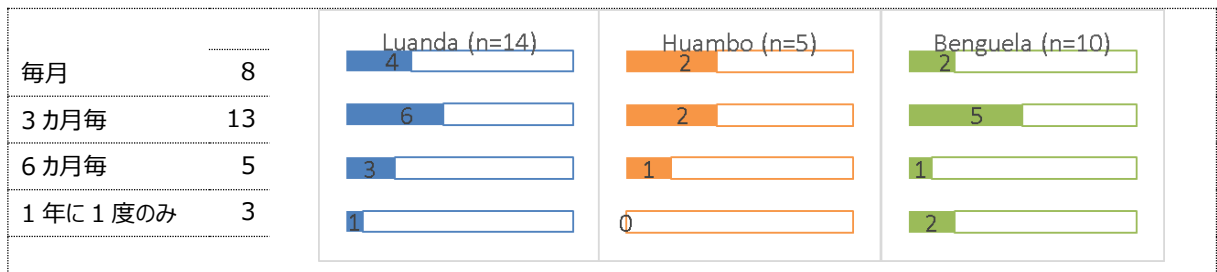 Luanda (n=14) Huambo (n=5) Benguela (n=10)
毎月 8 4 2 2
3カ月毎 13 6 2 5
6カ月毎 5 3 1 1
1年に1度のみ 3 1 0 2